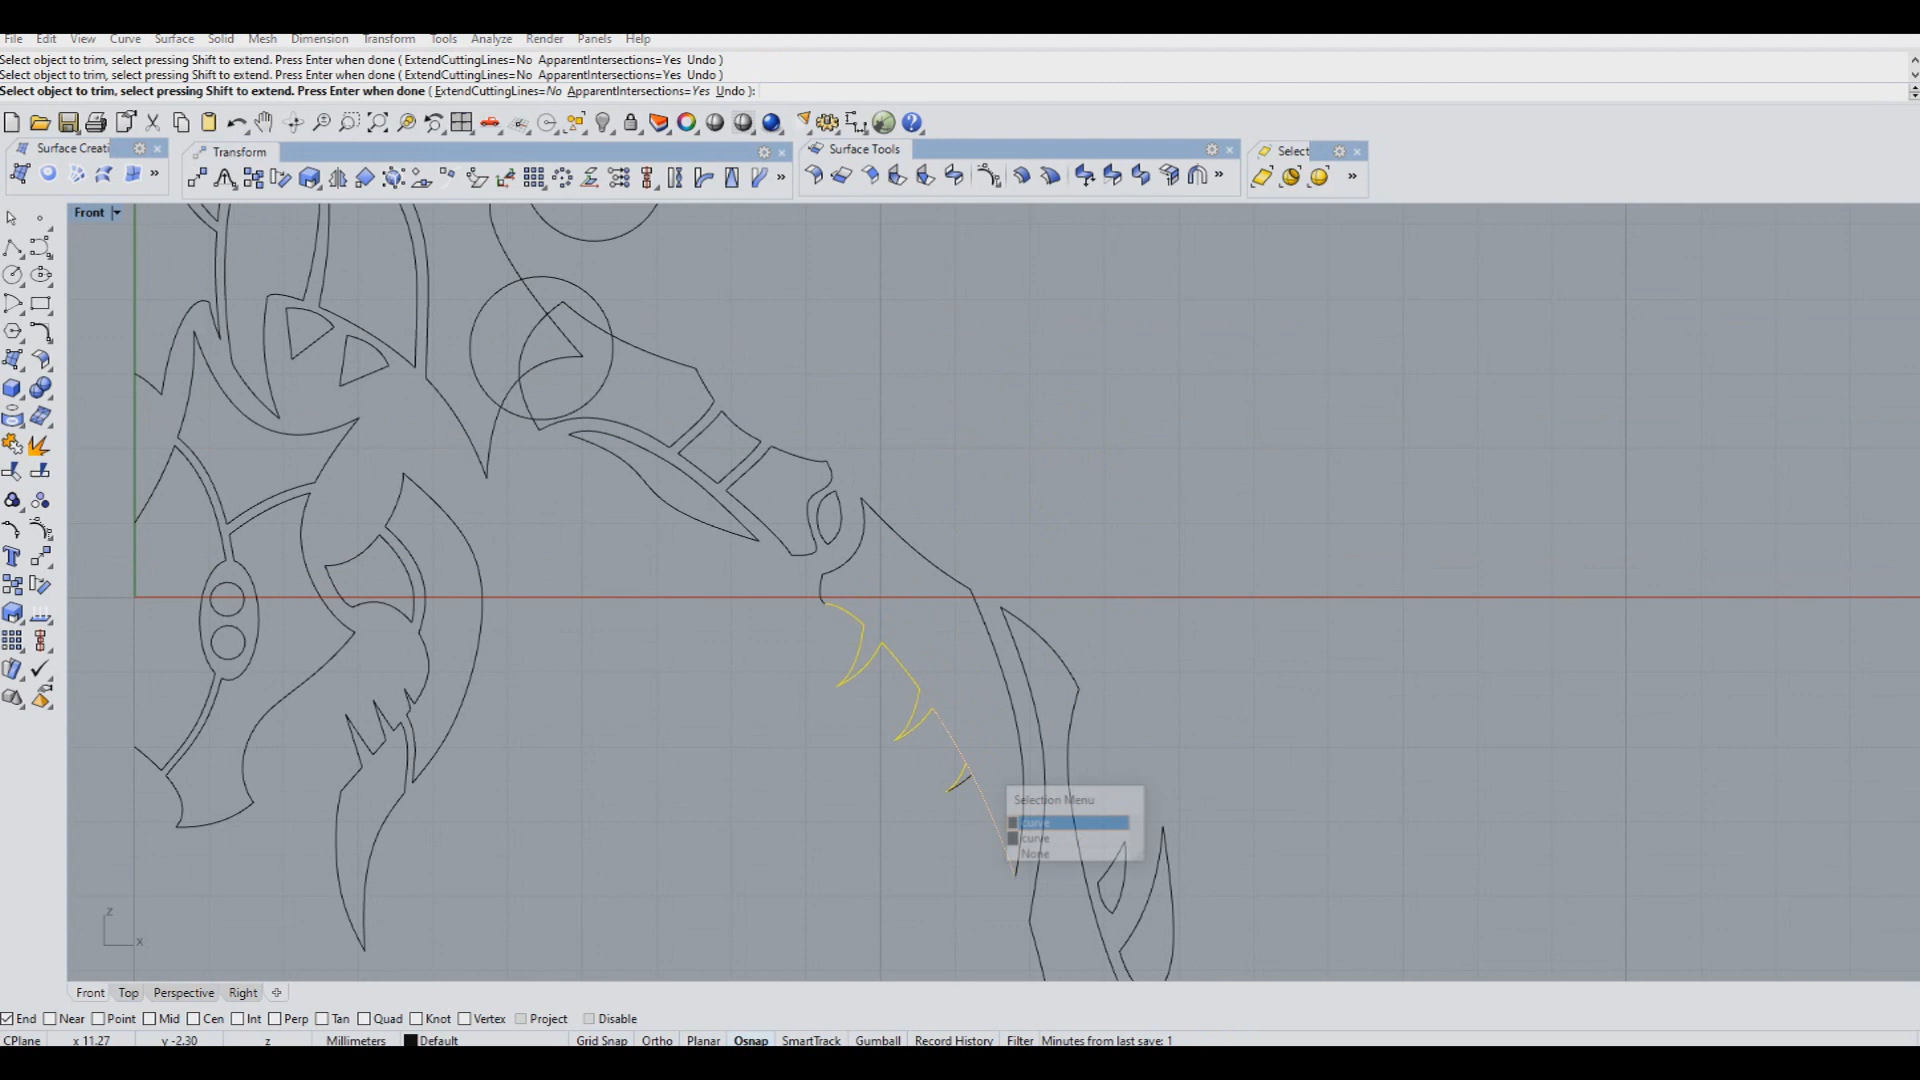 File Edit View Curve Surface Solid Mesh Dimension Transform Tools Analyze Render Panels Help
Select object to trim, select pressing Shift to extend. Press Enter when done ( ExtendCuttingLines=No ApparentIntersections=Yes Undo )
Select object to trim, select pressing Shift to extend. Press Enter when done ( ExtendCuttingLines=No ApparentIntersections=Yes Undo )
Select object to trim, select pressing Shift to extend. Press Enter when done ( ExtendCuttingLines=No ApparentIntersections=Yes Undo ):
Surface Creati Transform Surface Tools Select
Front
Selection Menu
curve
curve
None
z
x
Front Top Perspective Right
End Near Point Mid Cen Int Perp Tan Quad Knot Vertex Project Disable
CPlane x 11.27 y -2.30 z Millimeters Default Grid Snap Ortho Planar Osnap SmartTrack Gumball Record History Filter Minutes from last save: 1